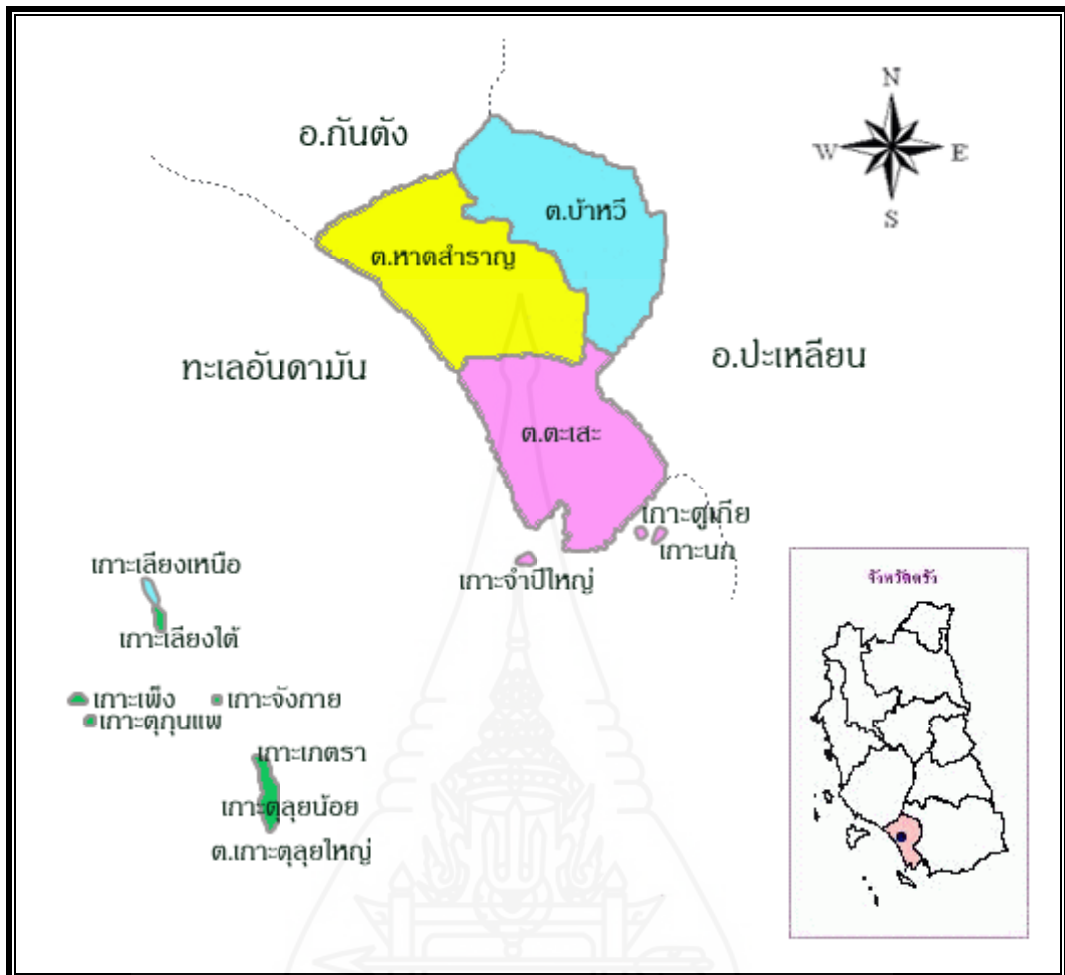 N
W E
S
อ.กันตัง
ต.บ้าหวี
ต.หาดสำราญ
ทะเลอันดามัน
อ.ปะเหลียน
ต.ตะเสะ
เกาะตูเกีย
เกาะนก
เกาะจำปีใหญ่
เกาะเลียงเหนือ
เกาะเลียงใต้
เกาะเพ็ง
เกาะจังกาย
เกาะตุกุนแพ
เกาะเภตรา
เกาะตุลุยน้อย
ต.เกาะตุลุยใหญ่
จังหวัดตรัง